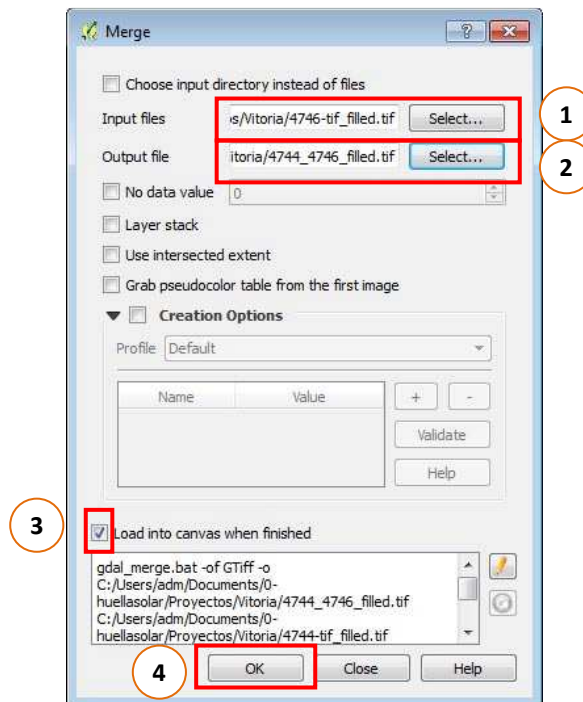 Merge
Choose input directory instead of files
Input files ›s/Vitoria/4746-tif_filled.tif Select... 1
Output file itoria/4744_4746_filled.tif Select... 2
No data value 0
Layer stack
Use intersected extent
Grab pseudocolor table from the first image
Creation Options
Profile Default
Name Value + -
Validate
Help
3 Load into canvas when finished
gdal_merge.bat -of GTiff -o
C:/Users/adm/Documents/0-
huellasolar/Proyectos/Vitoria/4744_4746_filled.tif
C:/Users/adm/Documents/0-
huellasolar/Proyectos/Vitoria/4744-tif_filled.tif
4 OK Close Help